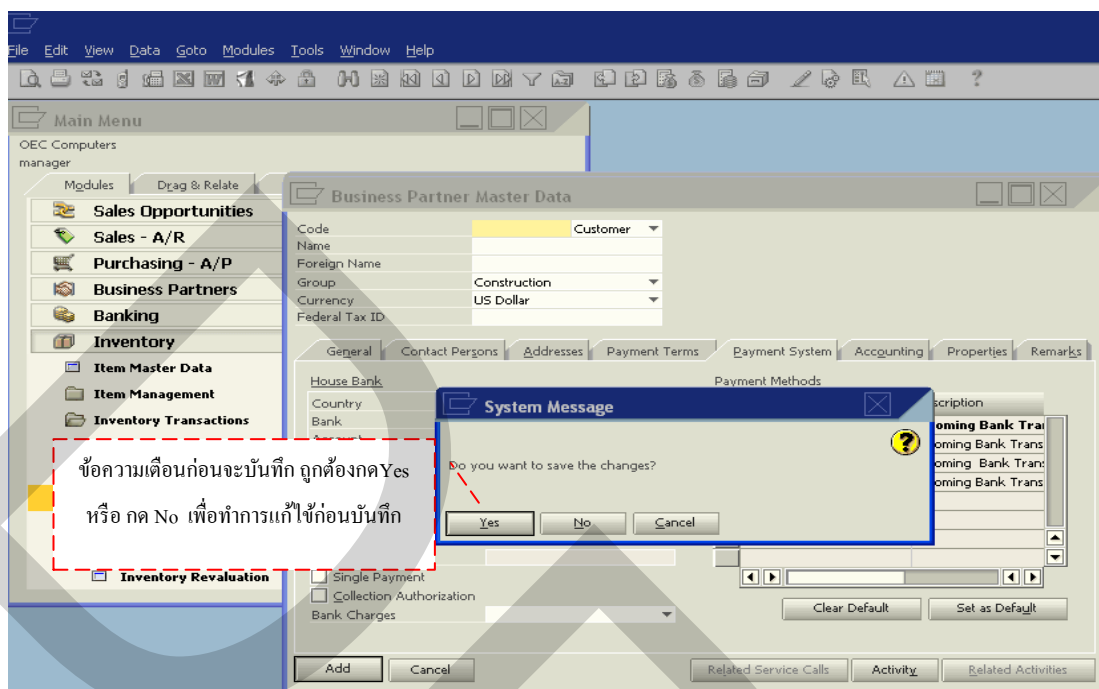 File Edit View Data Goto Modules Tools Window Help
Main Menu
OEC Computers
manager
Modules Drag & Relate
Sales Opportunities
Sales - A/R
Purchasing - A/P
Business Partners
Banking
Inventory
Item Master Data
Item Management
Inventory Transactions
Inventory Revaluation
Business Partner Master Data
Code Customer
Name
Foreign Name
Group Construction
Currency US Dollar
Federal Tax ID
General Contact Persons Addresses Payment Terms Payment System Accounting Properties Remarks
House Bank Payment Methods
Country
Bank
scription
oming Bank Tra
oming Bank Trans
oming Bank Trans
oming Bank Trans
System Message
Do you want to save the changes?
Yes No Cancel
ข้อความเตือนก่อนจะบันทึก ถูกต้องกดYes
หรือ กด No เพื่อทำการแก้ไข้ก่อนบันทึก
Single Payment
Collection Authorization
Bank Charges
Clear Default Set as Default
Add Cancel Related Service Calls Activity Related Activities